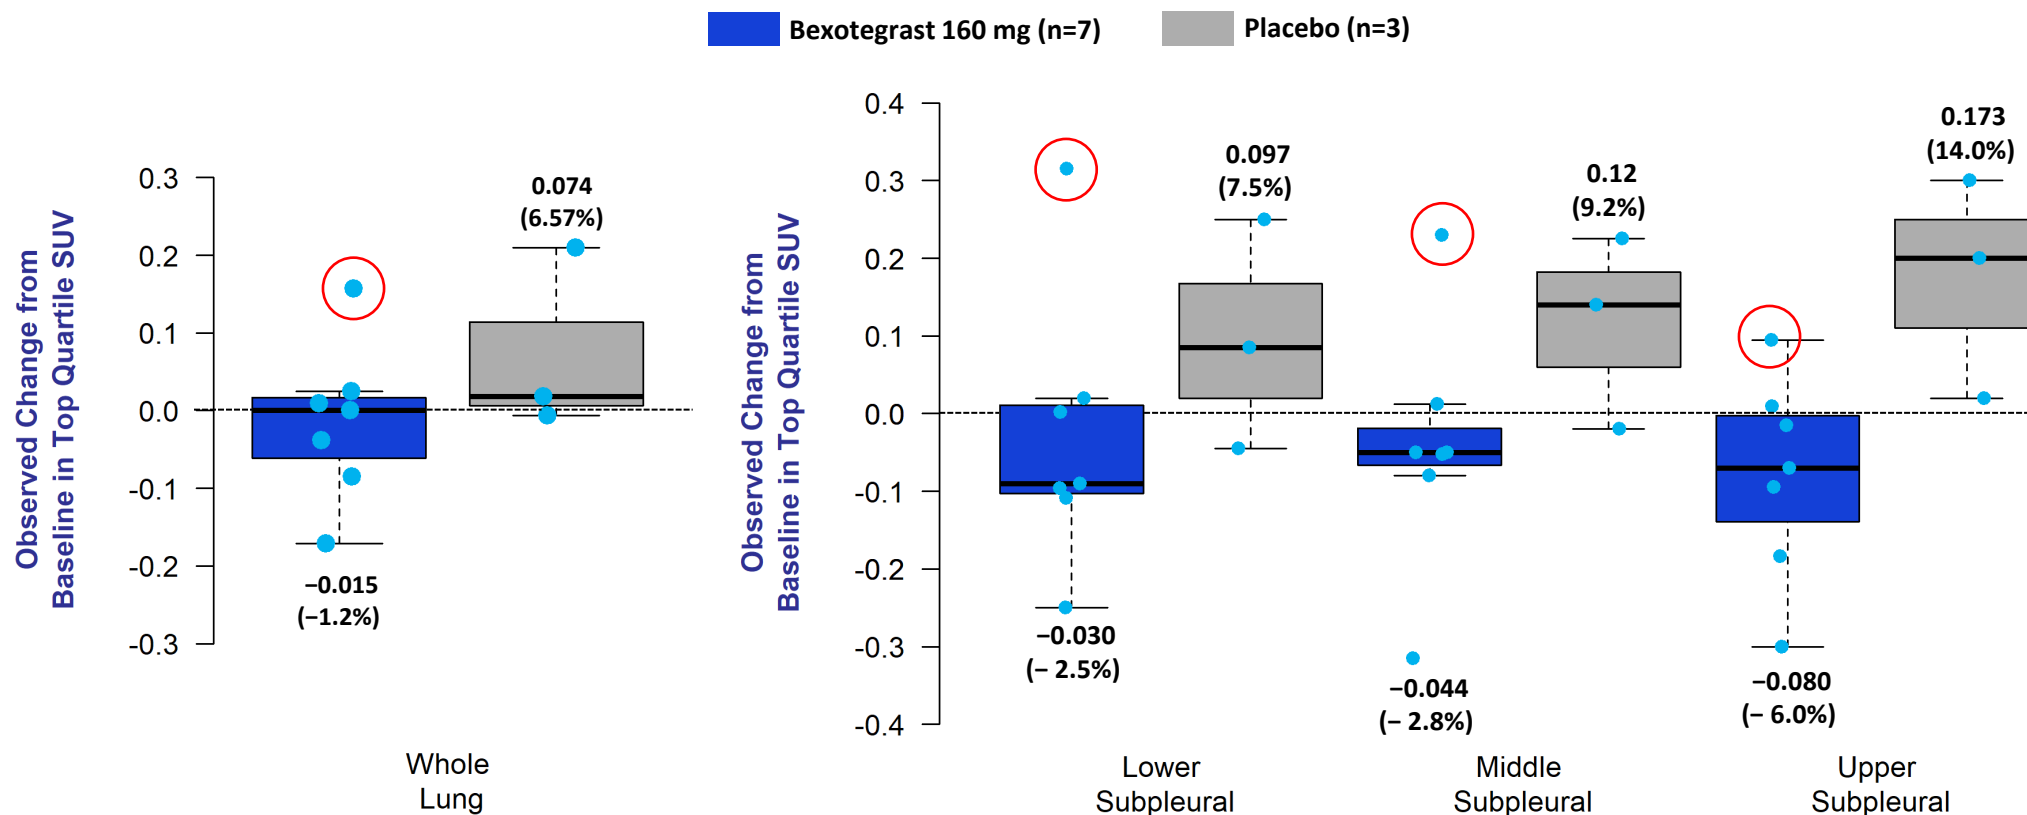 Bexotegrast 160 mg (n=7)
Placebo (n=3)
Observed Change from
Baseline in Top Quartile SUV
0.3
0.2
0.1
0.0
-0.1
-0.2
-0.3
0.074
(6.57%)
−0.015
(−1.2%)
Whole
Lung
Observed Change from
Baseline in Top Quartile SUV
0.4
0.3
0.2
0.1
0.0
-0.1
-0.2
-0.3
-0.4
0.097
(7.5%)
−0.030
(− 2.5%)
Lower
Subpleural
0.12
(9.2%)
−0.044
(− 2.8%)
Middle
Subpleural
0.173
(14.0%)
−0.080
(− 6.0%)
Upper
Subpleural